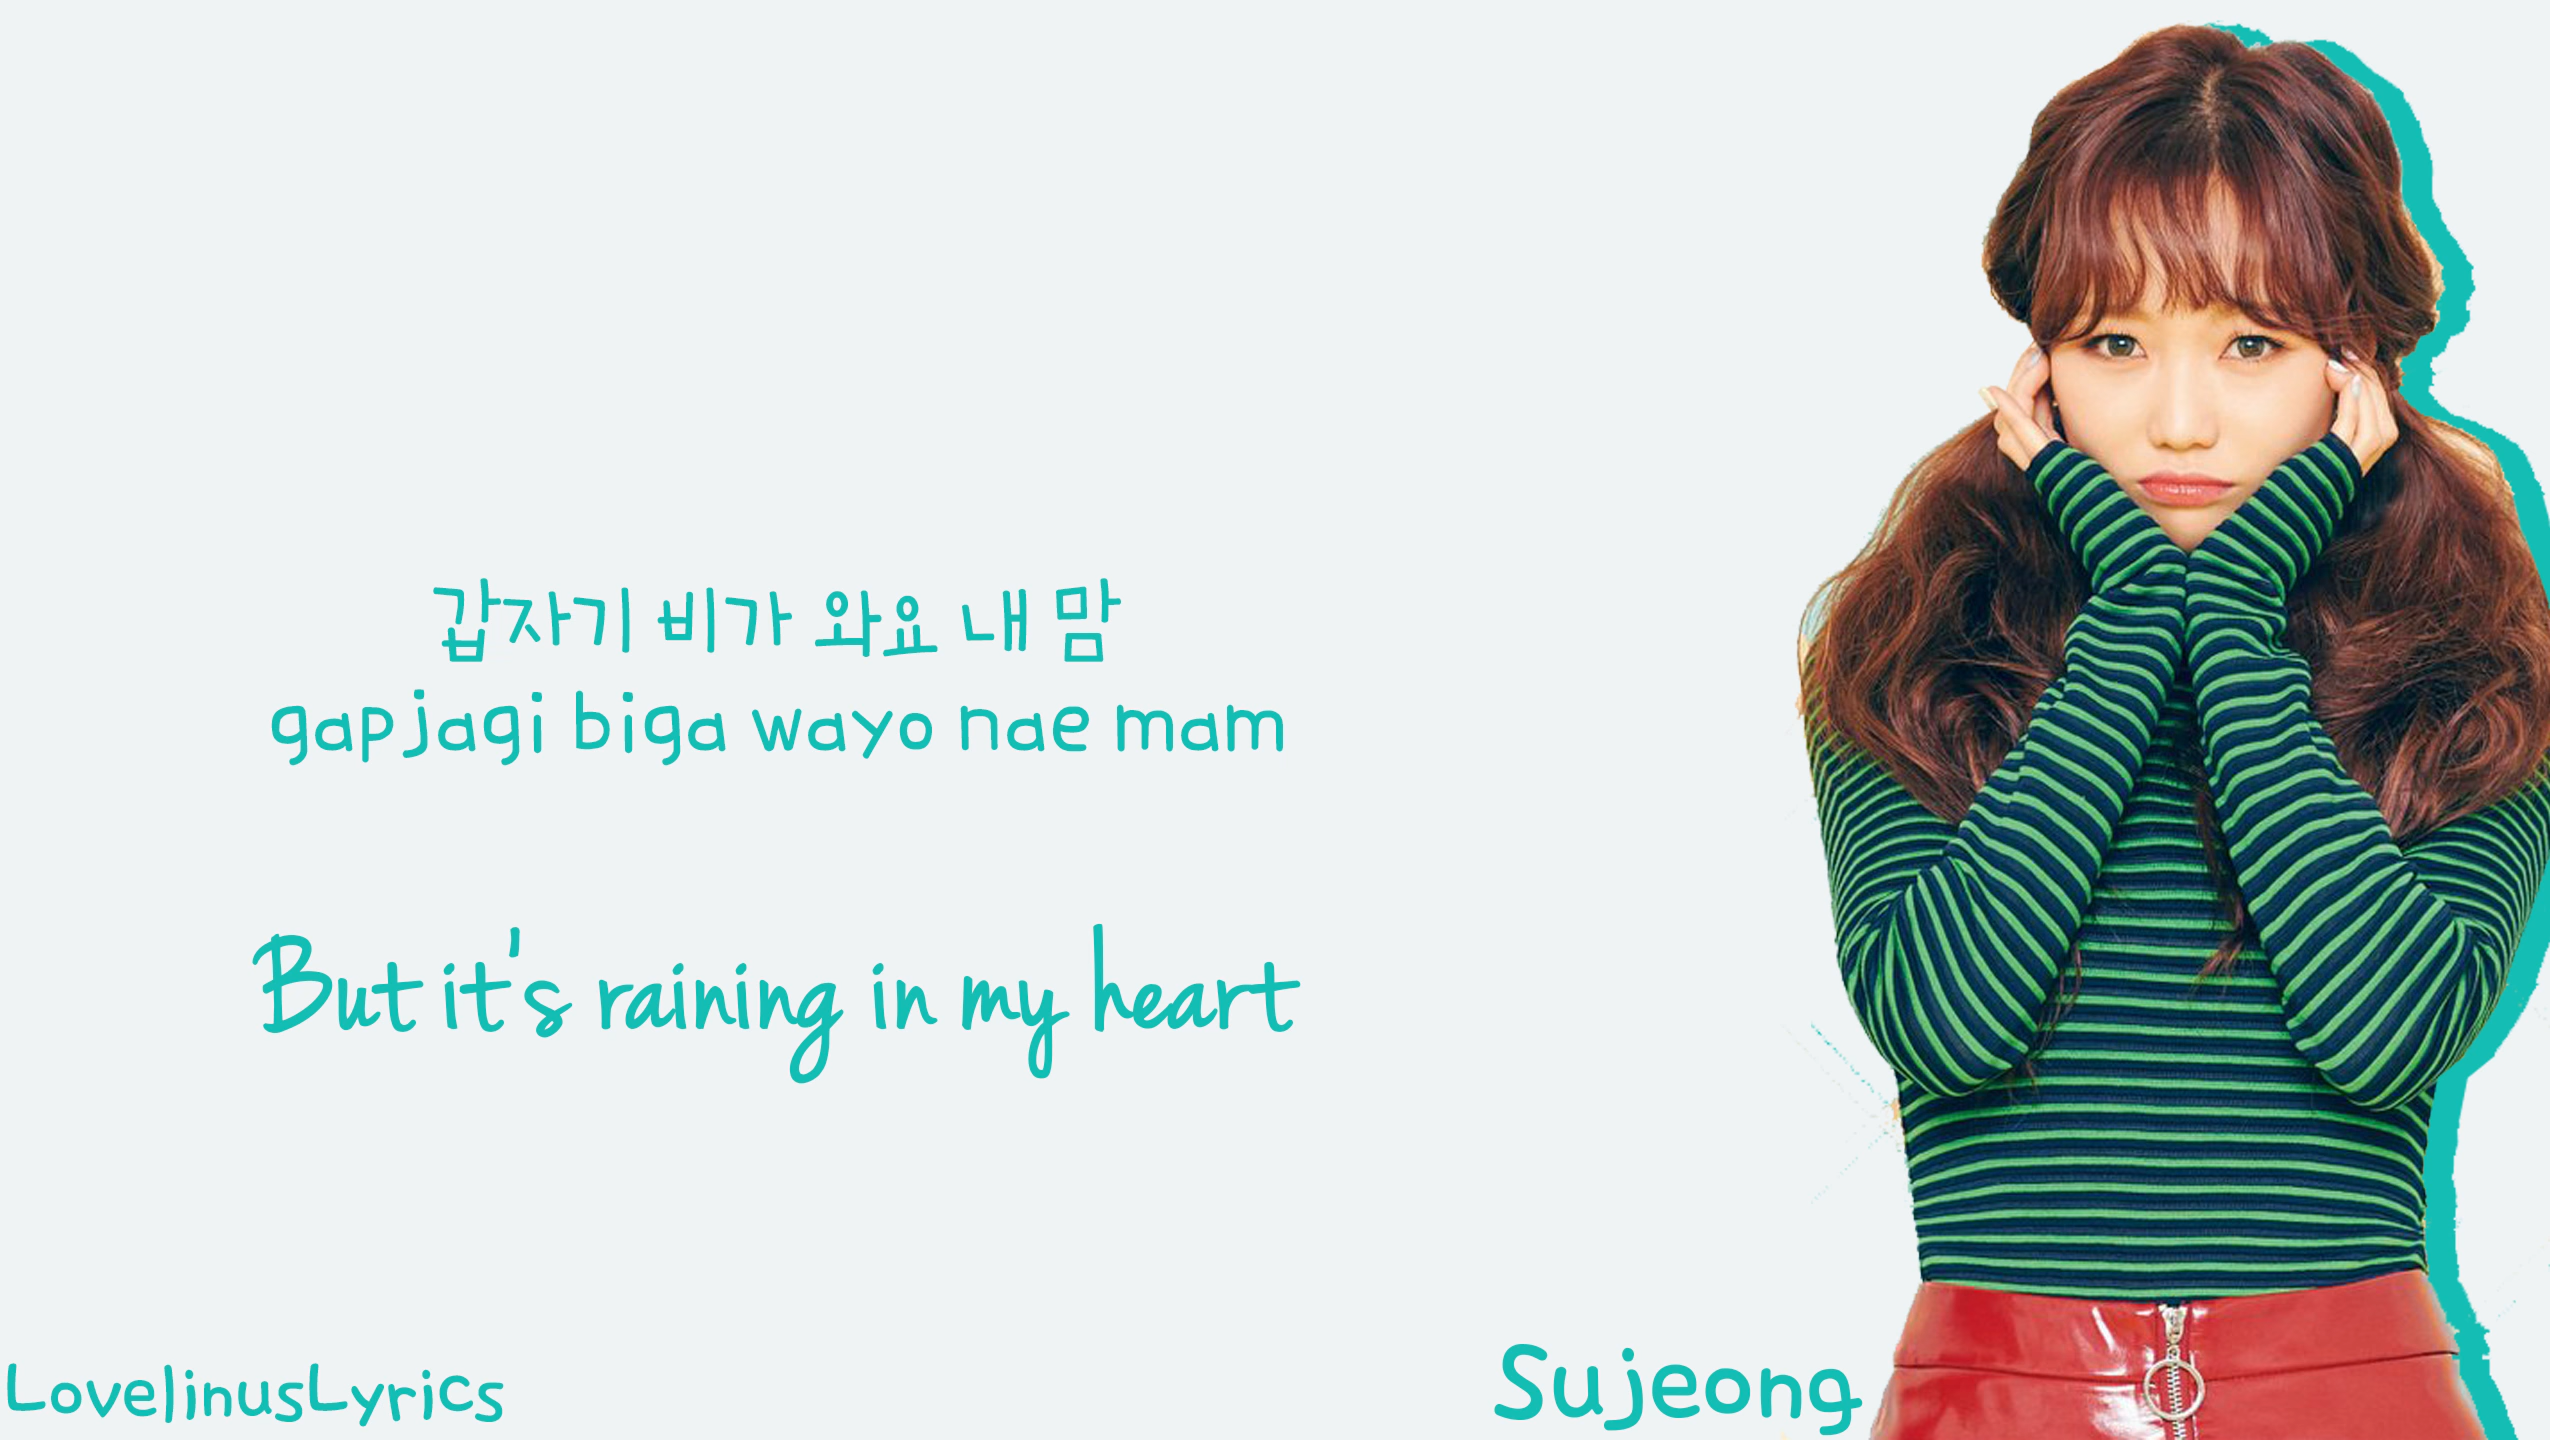 갑자기 비가 와요 내 맘
gapjagi biga wayo nae mam
But it's raining in my heart
LovelinusLyrics
Sujeong